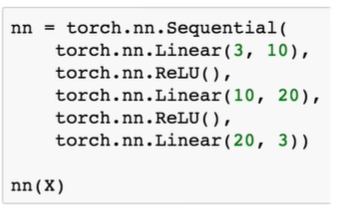 nn = torch.nn.Sequential(
    torch.nn.Linear(3, 10),
    torch.nn.ReLU(),
    torch.nn.Linear(10, 20),
    torch.nn.ReLU(),
    torch.nn.Linear(20, 3))
nn(X)